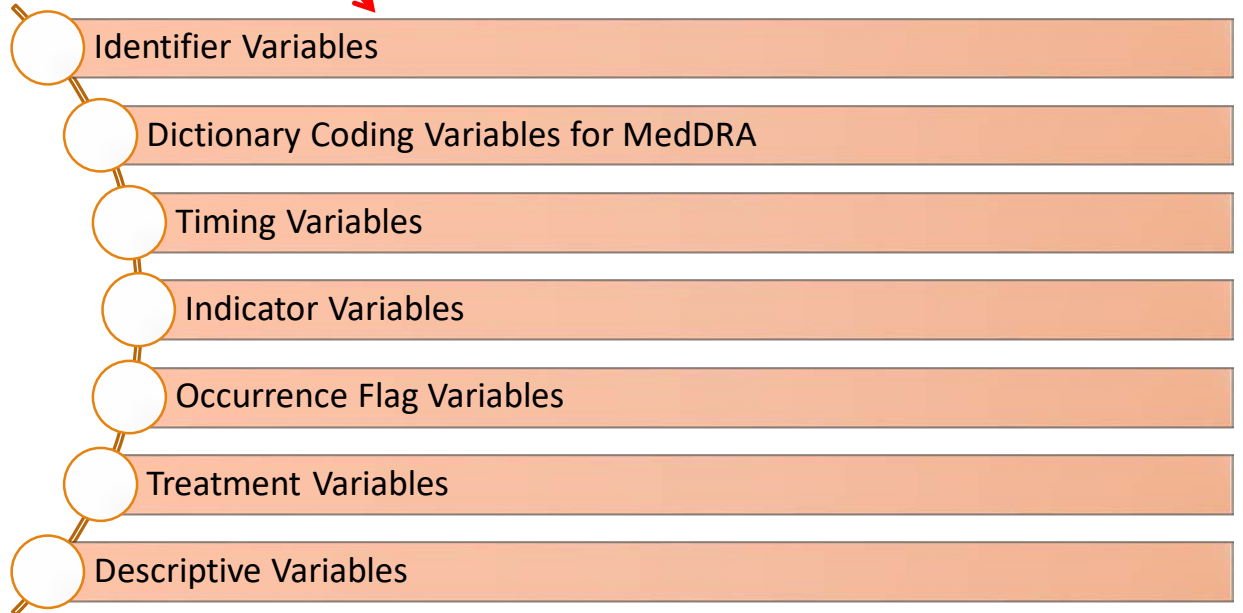 Identifier Variables
Dictionary Coding Variables for MedDRA
Timing Variables
Indicator Variables
Occurrence Flag Variables
Treatment Variables
Descriptive Variables